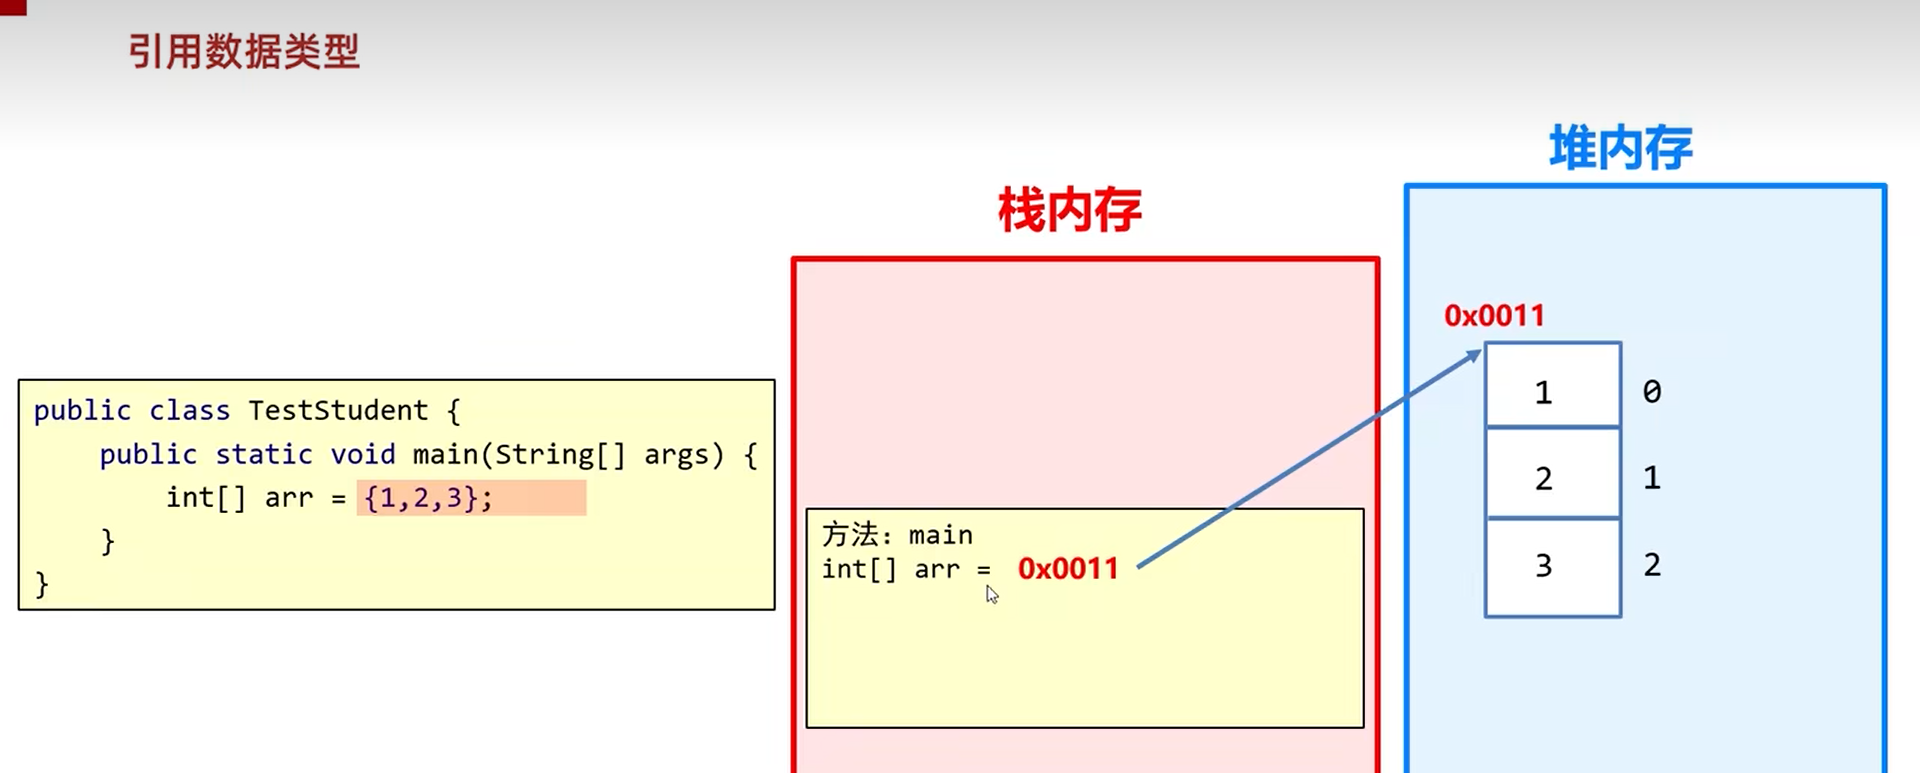 引用数据类型
堆内存
栈内存
0x0011
public class TestStudent {
public static void main(String[] args) {
int[] arr = {1,2,3};
}
}
方法：main
int[] arr = 0x0011
1 0
2 1
3 2